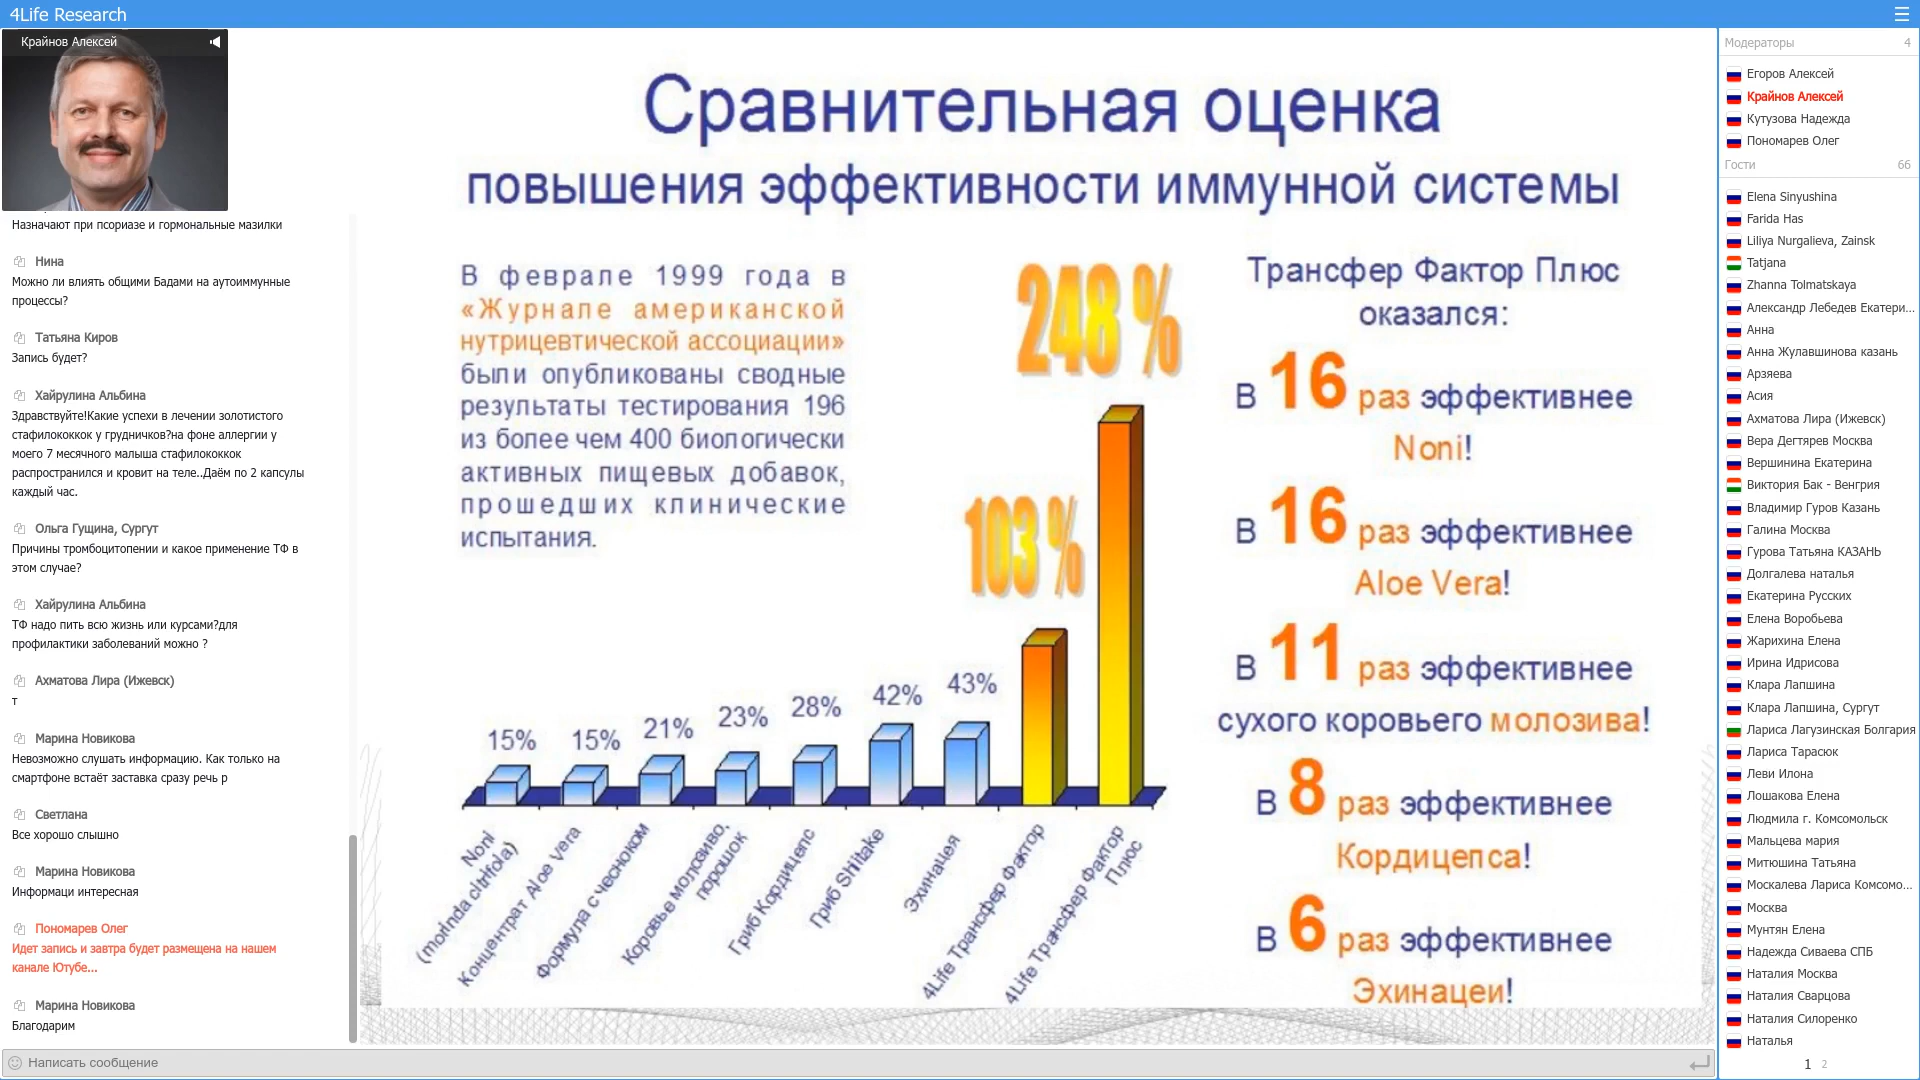 4Life Research
Крайнов Алексей
Назначают при псориазе и гормональные мазилки
Нина
Можно ли влиять общими Бадами на аутоиммунные
процессы?
Татьяна Киров
Запись будет?
Хайрулина Альбина
Здравствуйте!Какие успехи в лечении золотистого
стафилококкок у грудничков?на фоне аллергии у
моего 7 месячного малыша стафилококкок
распространился и кровит на теле..Даём по 2 капсулы
каждый час.
Ольга Гущина, Сургут
Причины тромбоцитопении и какое применение ТФ в
этом случае?
Хайрулина Альбина
ТФ надо пить всю жизнь или курсами?для
профилактики заболеваний можно ?
Ахматова Лира (Ижевск)
т
Марина Новикова
Невозможно слушать информацию. Как только на
смартфоне встаёт заставка сразу речь р
Светлана
Все хорошо слышно
Марина Новикова
Информаци интересная
Пономарев Олег
Идет запись и завтра будет размещена на нашем
канале Ютубе...
Марина Новикова
Благодарим
Написать сообщение
Сравнительная оценка
повышения эффективности иммунной системы
В феврале 1999 года в
«Журнале американской
нутрицевтической ассоциации»
были опубликованы сводные
результаты тестирования 196
из более чем 400 биологически
активных пищевых добавок,
прошедших клинические
испытания.
248 %
103 %
15%
15%
21%
23%
28%
42%
43%
Noni
(morinda citrifola)
Концентрат Aloe Vera
Формула с чесноком
Коровье молозиво,
порошок
Гриб Кордицепс
Гриб Shiitake
Эхинацея
4Life Трансфер Фактор
4Life Трансфер Фактор
Плюс
Трансфер Фактор Плюс
оказался:
В 16 раз эффективнее
Noni!
В 16 раз эффективнее
Aloe Vera!
В 11 раз эффективнее
сухого коровьего молозива!
В 8 раз эффективнее
Кордицепса!
В 6 раз эффективнее
Эхинацеи!
Модераторы 4
Егоров Алексей
Крайнов Алексей
Кутузова Надежда
Пономарев Олег
Гости 66
Elena Sinyushina
Farida Has
Liliya Nurgalieva, Zainsk
Tatjana
Zhanna Tolmatskaya
Александр Лебедев Екатери...
Анна
Анна Жулавшинова казань
Арзяева
Асия
Ахматова Лира (Ижевск)
Вера Дегтярев Москва
Вершинина Екатерина
Виктория Бак - Венгрия
Владимир Гуров Казань
Галина Москва
Гурова Татьяна КАЗАНЬ
Долгалева наталья
Екатерина Русских
Елена Воробьева
Жарихина Елена
Ирина Идрисова
Клара Лапшина
Клара Лапшина, Сургут
Лариса Лагузинская Болгария
Лариса Тарасюк
Леви Илона
Лошакова Елена
Людмила г. Комсомольск
Мальцева мария
Митюшина Татьяна
Москалева Лариса Комсомо...
Москва
Мунтян Елена
Надежда Сиваева СПБ
Наталия Москва
Наталия Сварцова
Наталия Силоренко
Наталья
1 2